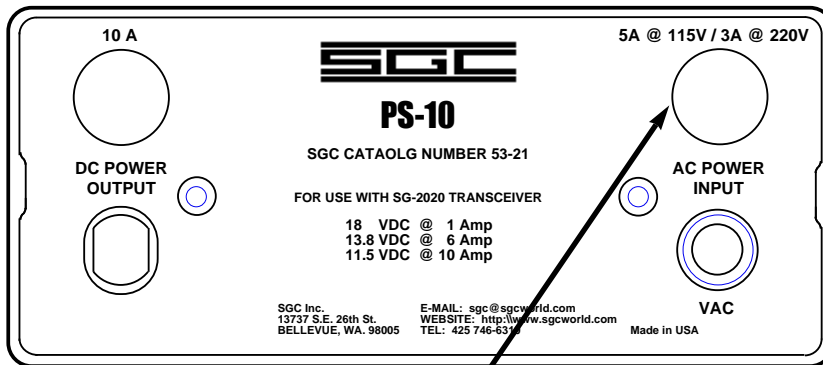 10 A
5A @ 115V / 3A @ 220V
SGC
PS-10
SGC CATAOLG NUMBER 53-21
DC POWER
OUTPUT
AC POWER
INPUT
FOR USE WITH SG-2020 TRANSCEIVER
18 VDC @ 1 Amp
13.8 VDC @ 6 Amp
11.5 VDC @ 10 Amp
VAC
SGC Inc.
13737 S.E. 26th St.
BELLEVUE, WA. 98005
E-MAIL: sgc@sgcworld.com
WEBSITE: http:\\www.sgcworld.com
TEL: 425 746-6310
Made in USA